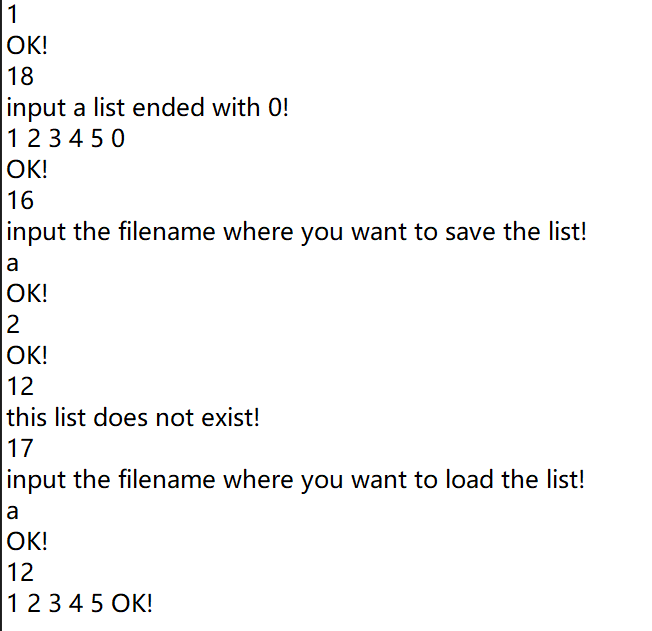 1
OK!
18
input a list ended with 0!
1 2 3 4 5 0
OK!
16
input the filename where you want to save the list!
a
OK!
2
OK!
12
this list does not exist!
17
input the filename where you want to load the list!
a
OK!
12
1 2 3 4 5 OK!